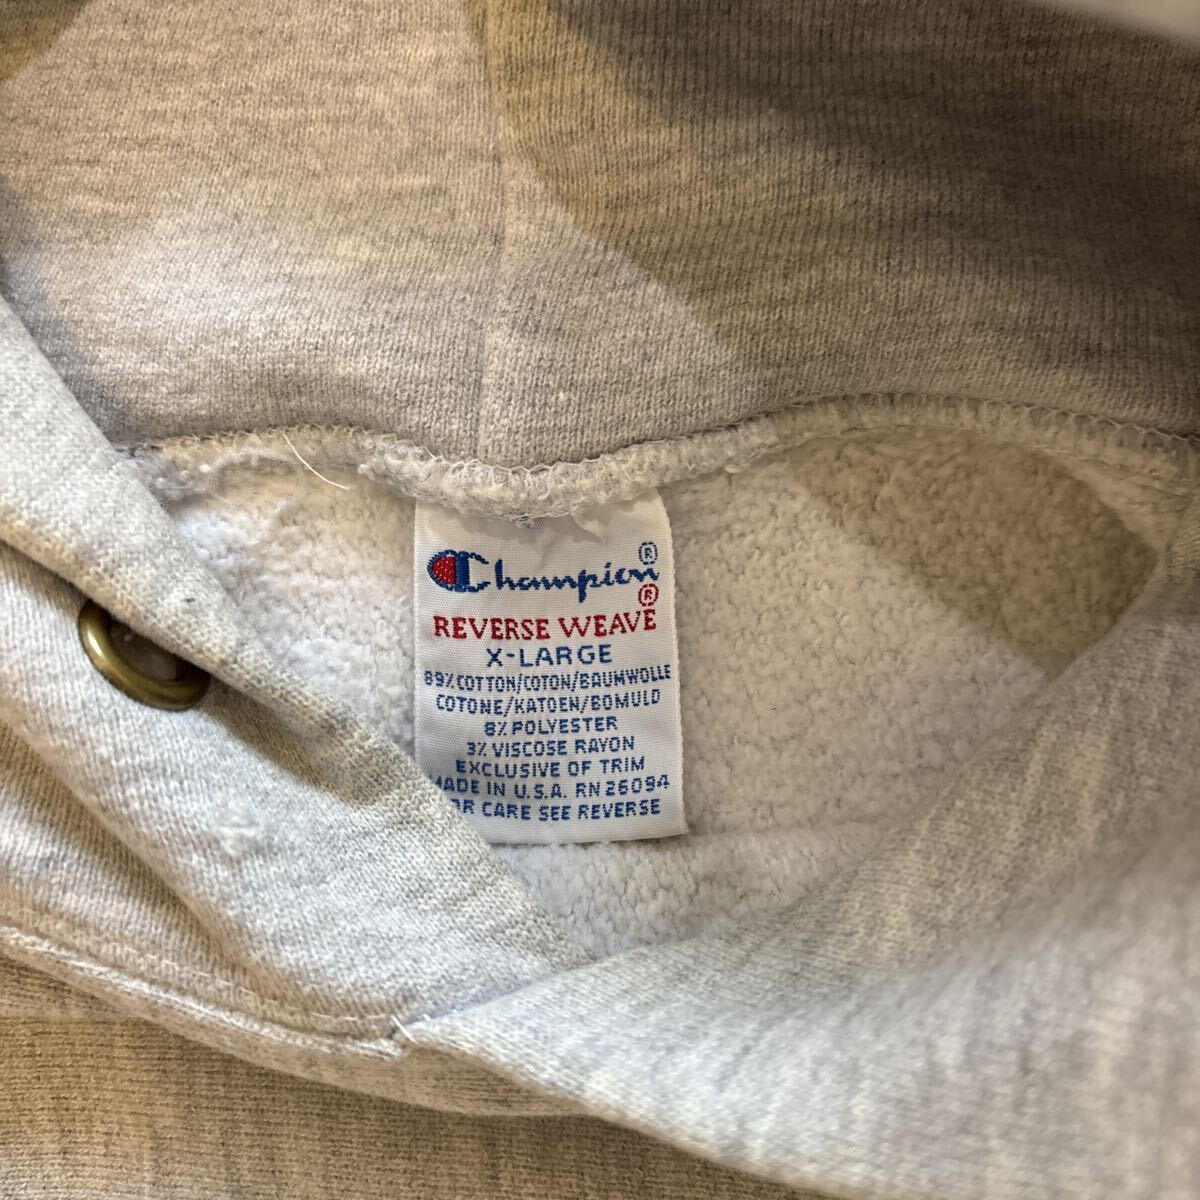 Champion®
REVERSE WEAVE®
X-LARGE
89% COTTON/COTON/BAUMWOLLE
COTONE/KATOEN/BOMULD
8% POLYESTER
3% VISCOSE RAYON
EXCLUSIVE OF TRIM
MADE IN U.S.A. RN 26094
FOR CARE SEE REVERSE